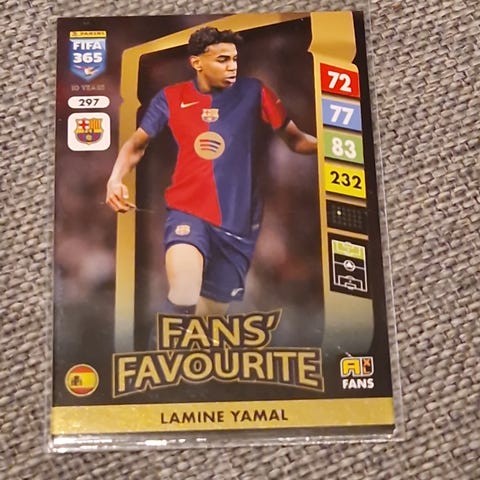 PANINI
FIFA
365
10 YEARS
297
72
77
83
232
FANS'
FAVOURITE
FANS
LAMINE YAMAL